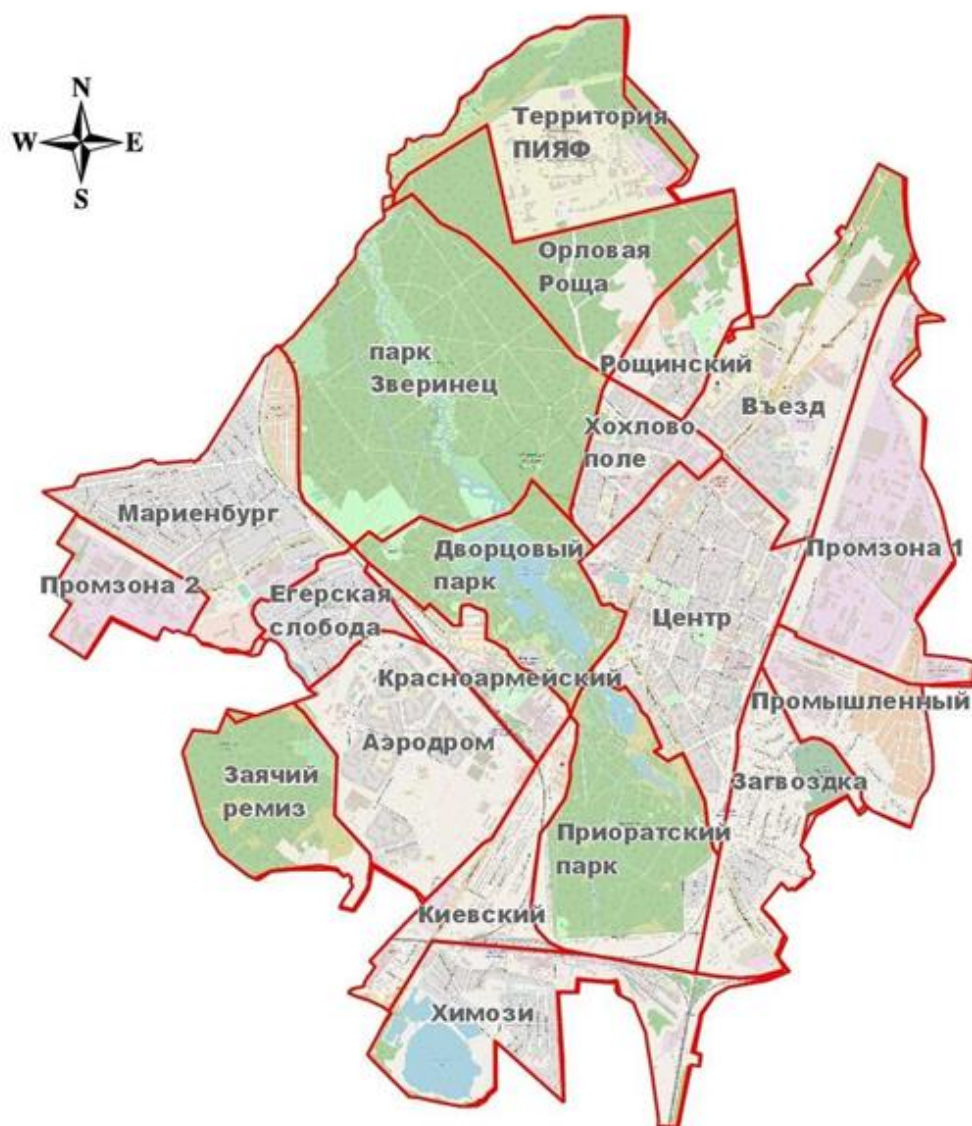 N
W E
S
Территория
ПИЯФ
Орловая
Роща
парк
Зверинец
Рощинский
Въезд
Хохлово
поле
Мариенбург
Дворцовый
парк
Промзона 1
Промзона 2
Егерская
слобода
Центр
Красноармейский
Промышленный
Аэродром
Заячий
ремиз
Загвоздка
Приоратский
парк
Киевский
Химози